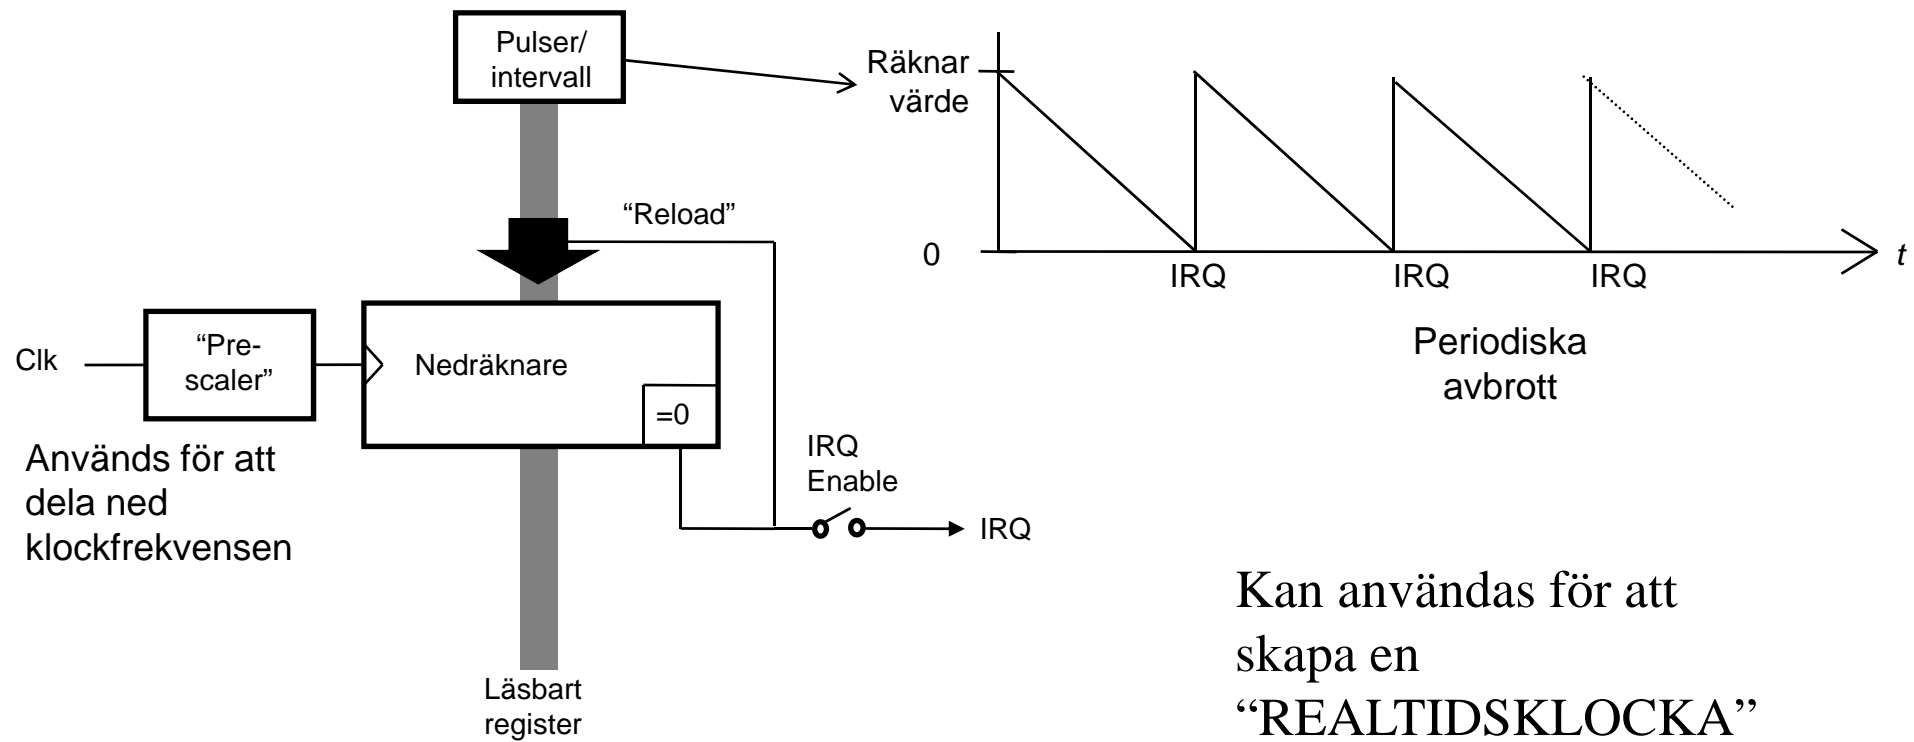 Pulser/
intervall
Räknar
värde
“Reload”
0
t
IRQ
IRQ
IRQ
Periodiska
avbrott
Clk
“Pre-
scaler”
Nedräknare
=0
Används för att
dela ned
klockfrekvensen
IRQ
Enable
IRQ
Kan användas för att
skapa en
“REALTIDSKLOCKA”
Läsbart
register